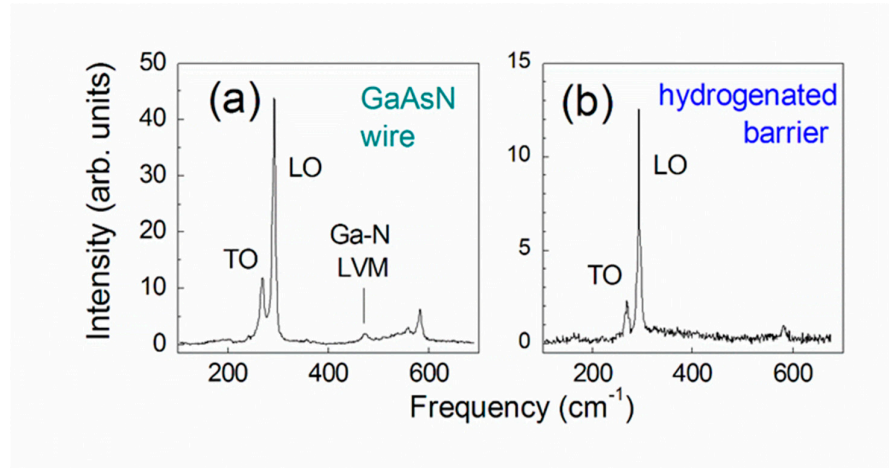 (a)
GaAsN
wire
LO
TO
Ga-N
LVM
50
40
30
20
10
0
200
400
600
Intensity (arb. units)
(b)
hydrogenated
barrier
LO
TO
15
10
5
0
200
400
600
Frequency (cm⁻¹)